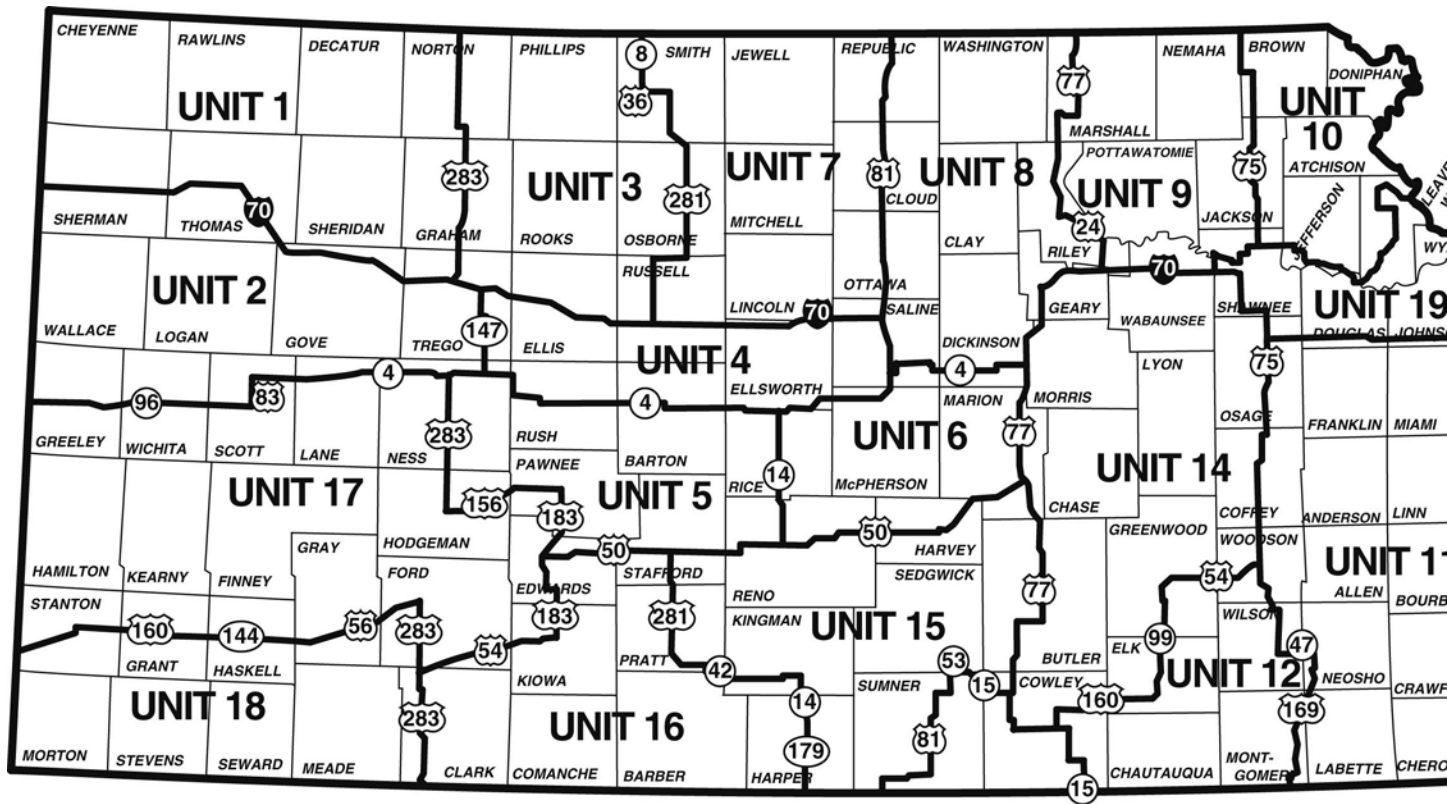 CHEYENNE
RAWLINS
DECATUR
NORTON
PHILLIPS
8
SMITH
JEWELL
REPUBLIC
WASHINGTON
NEMAHA
BROWN
DONIPHAN
36
77
UNIT 1
MARSHALL
UNIT
10
283
UNIT 3
281
UNIT 7
81
UNIT 8
POTTAWATOMIE
UNIT 9
75
ATCHISON
CLOUD
SHERMAN
THOMAS
70
SHERIDAN
GRAHAM
ROOKS
OSBORNE
MITCHELL
CLAY
RILEY
24
JACKSON
JEFFERSON
UNIT 2
RUSSELL
OTTAWA
70
WALLACE
LOGAN
GOVE
TREGO
147
ELLIS
LINCOLN
70
SALINE
DICKINSON
GEARY
WABAUNSEE
SHAWNEE
UNIT 19
DOUGLAS
UNIT 4
4
83
96
4
ELLSWORTH
4
MARION
MORRIS
LYON
75
OSAGE
GREELEY
WICHITA
SCOTT
LANE
NESS
283
RUSH
BARTON
UNIT 6
77
FRANKLIN
MIAMI
PAWNEE
UNIT 17
156
183
UNIT 5
RICE
14
McPHERSON
UNIT 14
CHASE
GRAY
HODGEMAN
50
50
HARVEY
GREENWOOD
COFFEY
ANDERSON
LINN
WOODSON
HAMILTON
KEARNY
FINNEY
FORD
EDWARDS
STAFFORD
SEDGWICK
77
54
ALLEN
STANTON
160
144
56
283
183
281
RENO
KINGMAN
UNIT 15
WILSON
GRANT
HASKELL
54
PRATT
42
53
BUTLER
ELK
99
47
KIOWA
SUMNER
15
COWLEY
160
UNIT 12
NEOSHO
UNIT 18
283
UNIT 16
14
81
169
MORTON
STEVENS
SEWARD
MEADE
CLARK
COMANCHE
BARBER
HARPER
179
15
CHAUTAUQUA
MONT-
GOMER
LABETTE